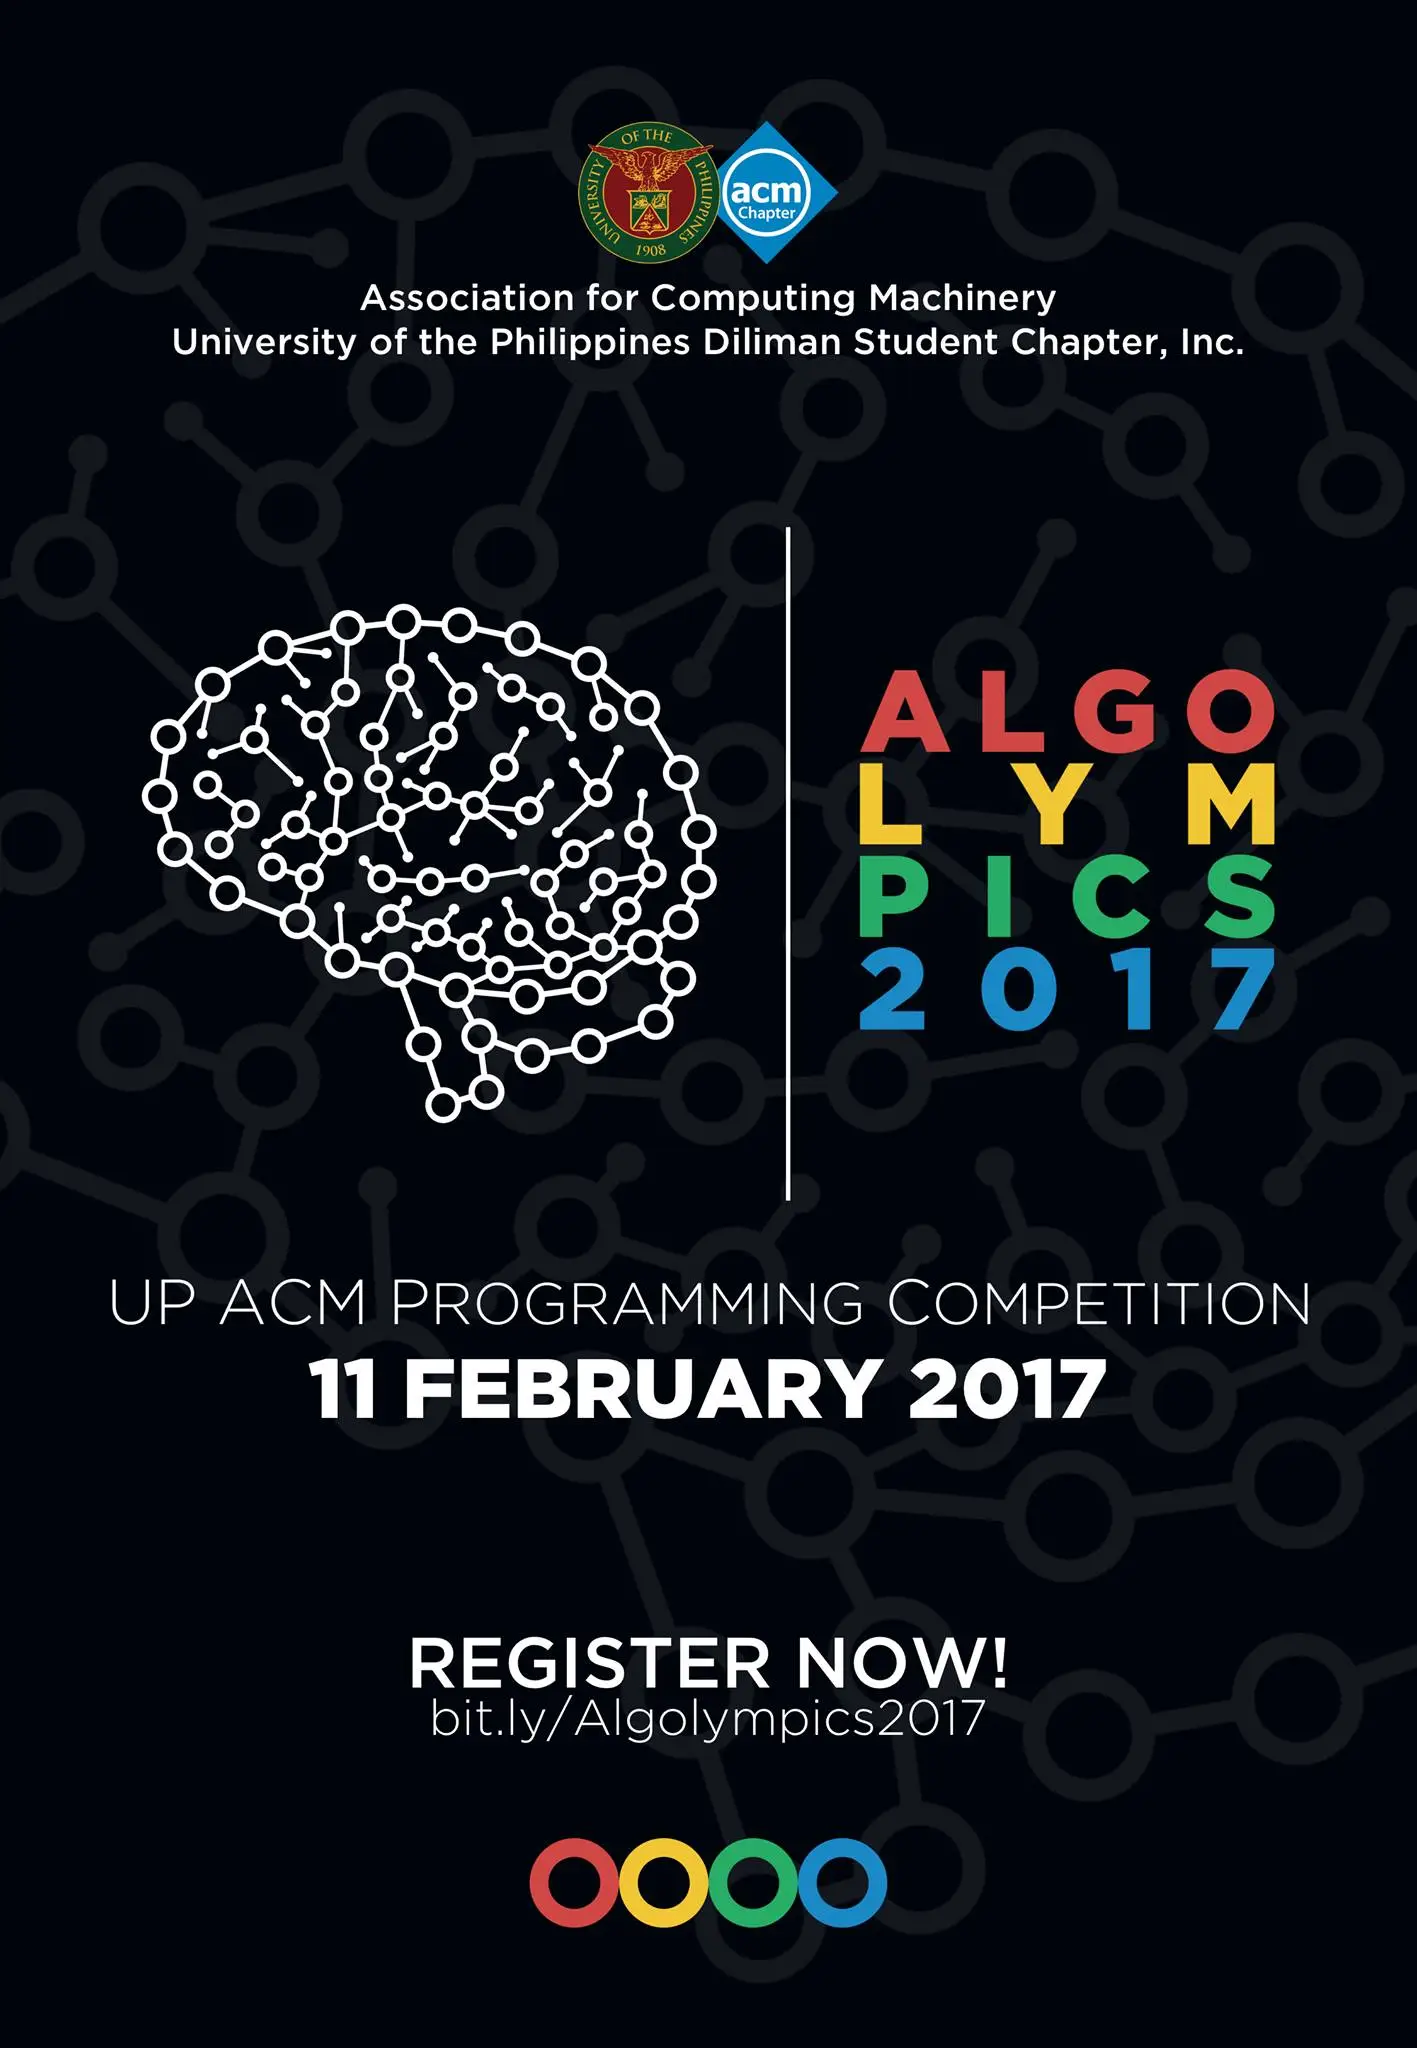 UNIVERSITY OF THE PHILIPPINES
1908
acm
Chapter
Association for Computing Machinery
University of the Philippines Diliman Student Chapter, Inc.
ALGO
LYM
PICS
2017
UP ACM PROGRAMMING COMPETITION
11 FEBRUARY 2017
REGISTER NOW!
bit.ly/Algolympics2017